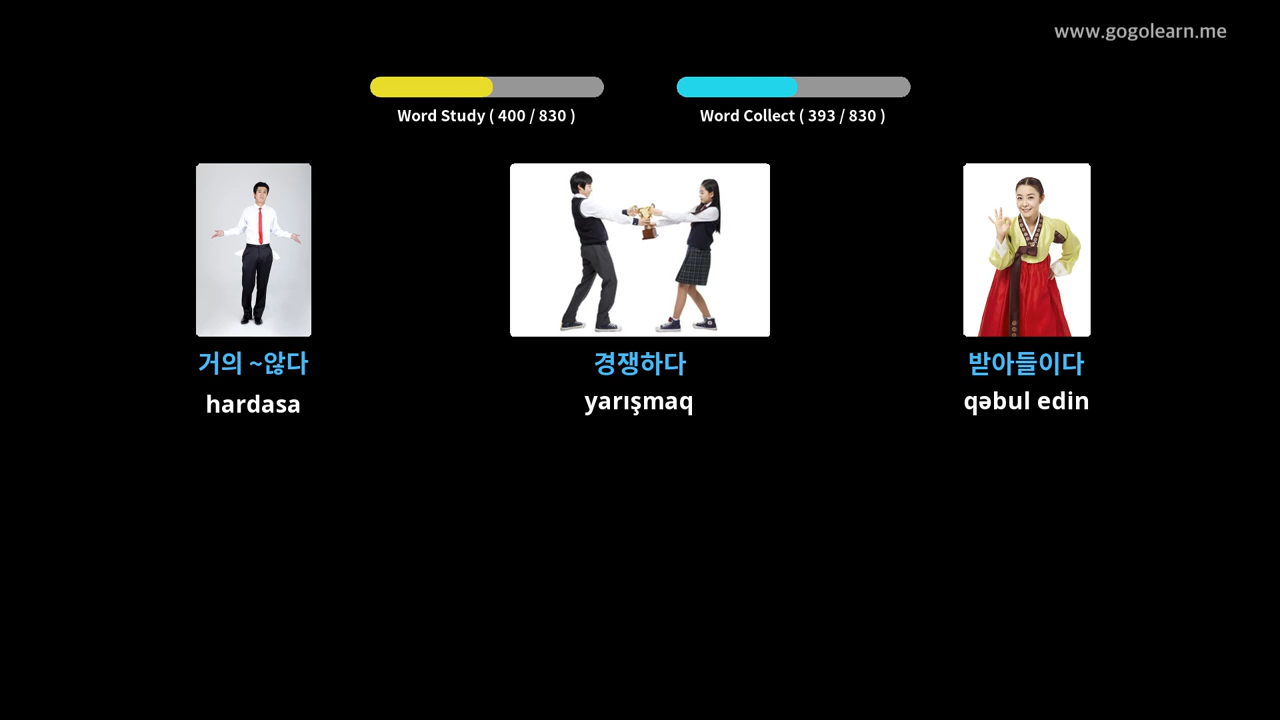 www.gogolearn.me
Word Study ( 400 / 830 )
Word Collect ( 393 / 830 )
거의 ~않다
hardasa
경쟁하다
yarışmaq
받아들이다
qəbul edin